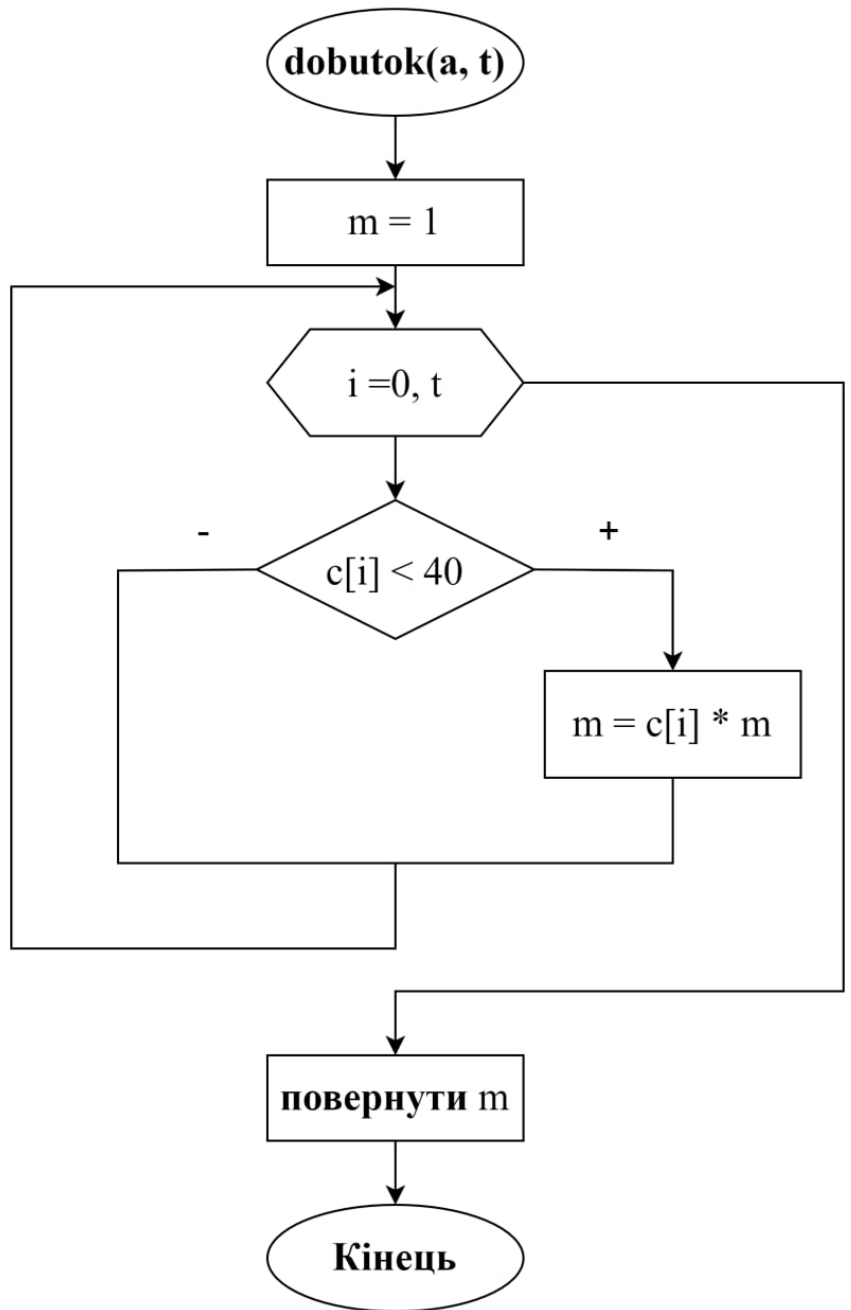 dobutok(a, t)
m = 1
i =0, t
-
+
c[i] < 40
m = c[i] * m
повернути m
Кінець